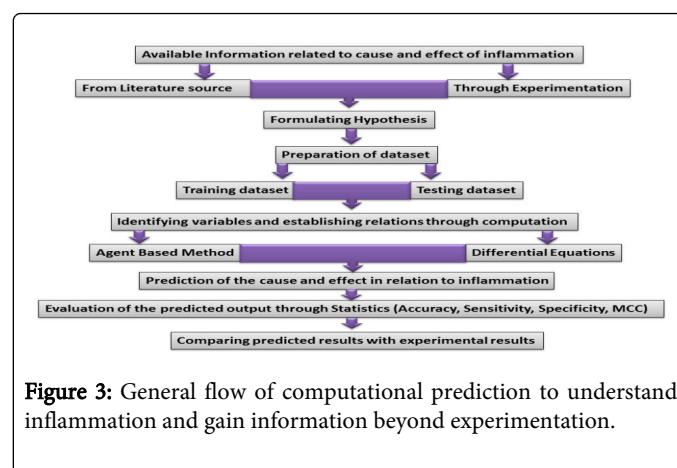 Available Information related to cause and effect of inflammation
From Literature source Through Experimentation
Formulating Hypothesis
Preparation of dataset
Training dataset Testing dataset
Identifying variables and establishing relations through computation
Agent Based Method Differential Equations
Prediction of the cause and effect in relation to inflammation
Evaluation of the predicted output through Statistics (Accuracy, Sensitivity, Specificity, MCC)
Comparing predicted results with experimental results
Figure 3: General flow of computational prediction to understand
inflammation and gain information beyond experimentation.